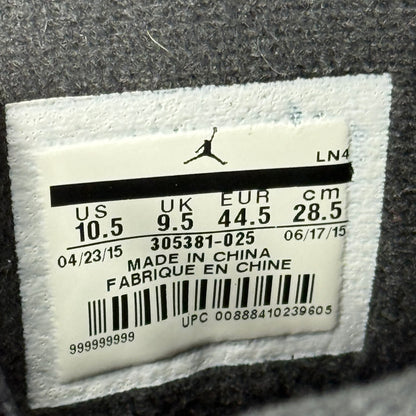 LN4
US UK EUR cm
10.5 9.5 44.5 28.5
04/23/15 305381-025 06/17/15
MADE IN CHINA
FABRIQUE EN CHINE
UPC 00888410239605
999999999